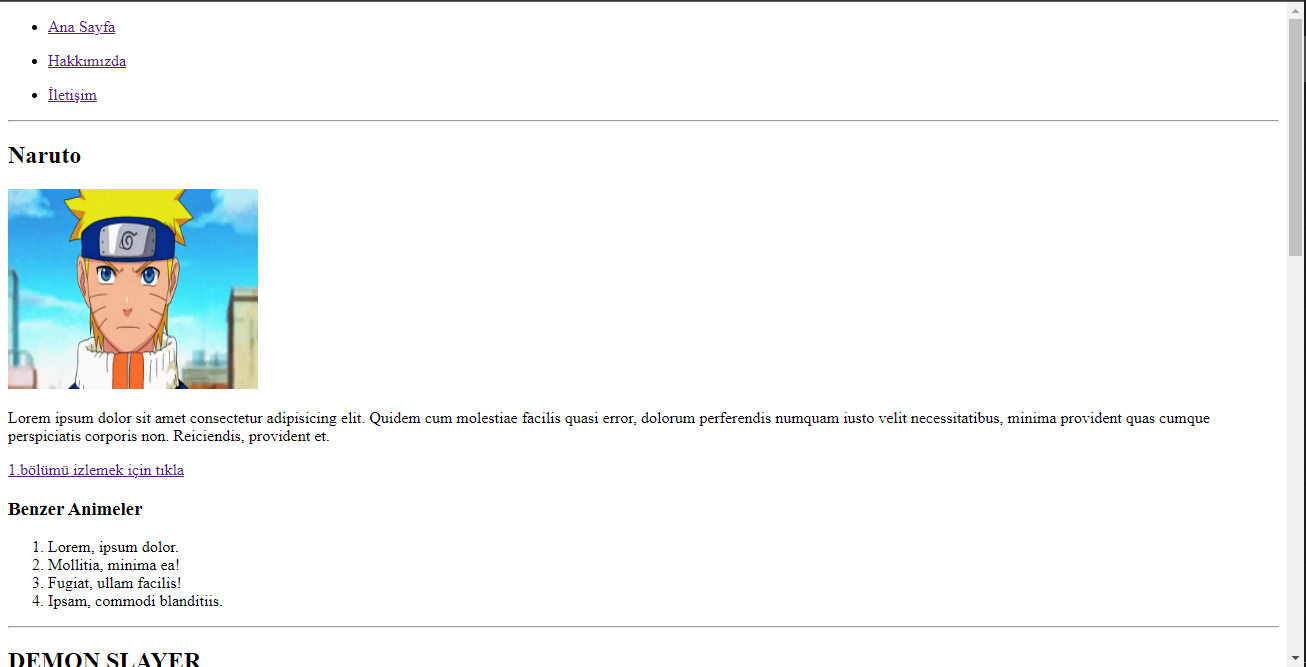 Ana Sayfa
Hakkımızda
İletişim
Naruto
Lorem ipsum dolor sit amet consectetur adipisicing elit. Quidem cum molestiae facilis quasi error, dolorum perferendis numquam iusto velit necessitatibus, minima provident quas cumque
perspiciatis corporis non. Reiciendis, provident et.
1.bölümü izlemek için tıkla
Benzer Animeler
1. Lorem, ipsum dolor.
2. Mollitia, minima ea!
3. Fugiat, ullam facilis!
4. Ipsam, commodi blanditiis.
DEMON SLAYER